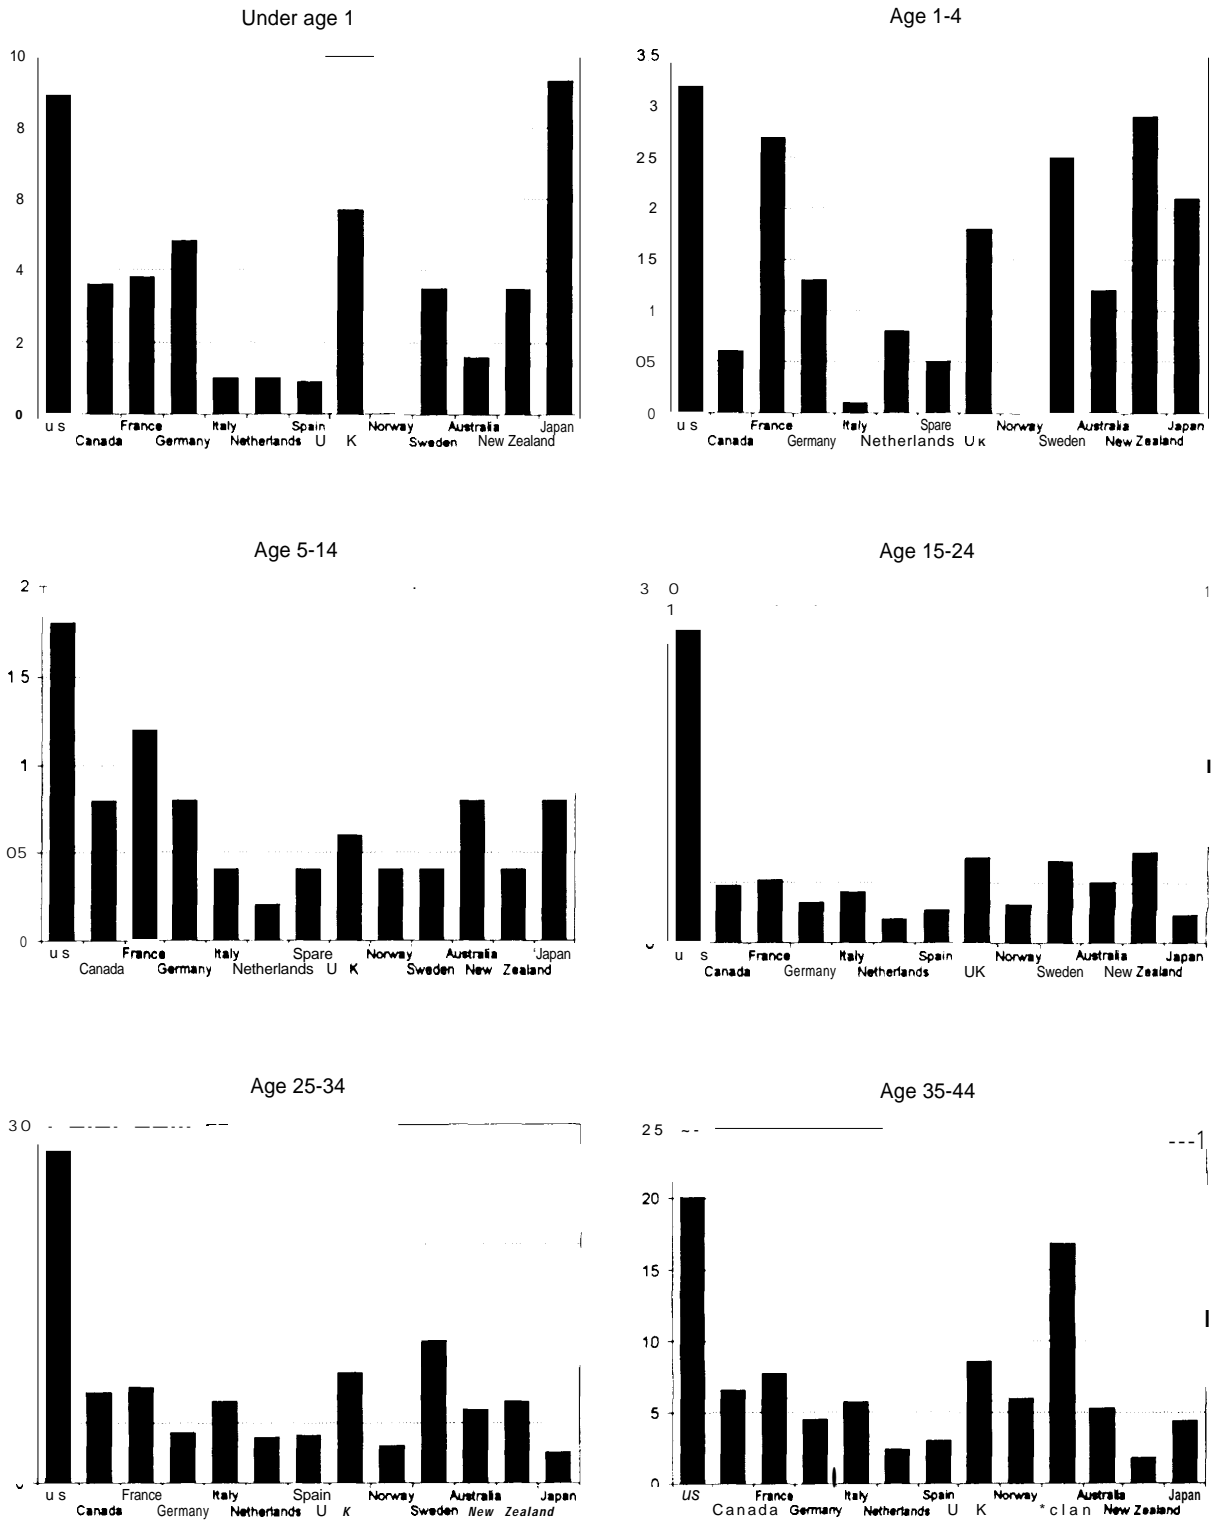 Under age 1
10
8
8
4
2
0
u s France Italy Spain Norway Australia Japan
Canada Germany Netherlands U K Sweden New Zealand
Age 1-4
3 5
3
2 5
2
1 5
1
05
0
u s France Italy Spare Norway Australia Japan
Canada Germany Netherlands U K Sweden New Zealand
Age 5-14
2
1 5
1
05
0
u s France Italy Spare Norway Australia 'Japan
Canada Germany Netherlands U K Sweden New Zealand
Age 15-24
3 0
1
1
u s France Italy Spain Norway Australia Japan
Canada Germany Netherlands UK Sweden New Zealand
Age 25-34
3 0
u s France Italy Spain Norway Australia Japan
Canada Germany Netherlands U K Sweden New Zealand
Age 35-44
2 5
---1
20
15
10
5
0
US France Italy Spain Norway Australia Japan
Canada Germany Netherlands U K *clan New Zealand